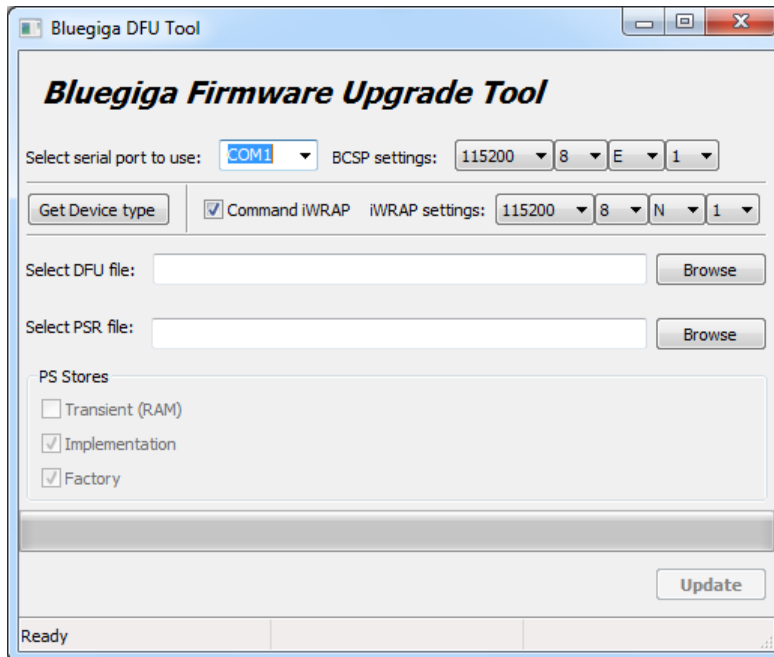 Bluegiga DFU Tool
Bluegiga Firmware Upgrade Tool
Select serial port to use: COM1 BCSP settings: 115200 8 E 1
Get Device type Command iWRAP iWRAP settings: 115200 8 N 1
Select DFU file: Browse
Select PSR file: Browse
PS Stores
Transient (RAM)
Implementation
Factory
Update
Ready